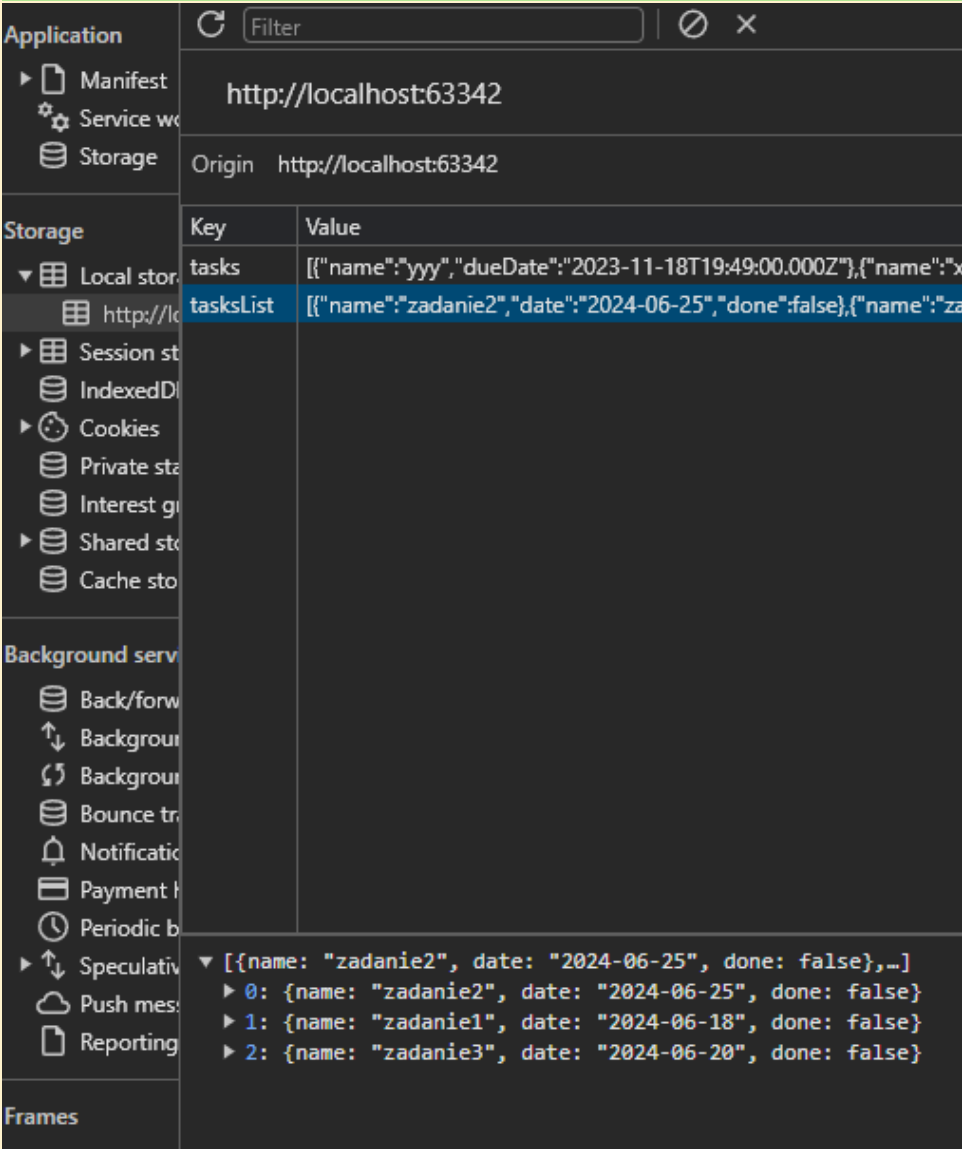 Application
Manifest
Service wo
Storage
Storage
Local stor
http://lo
Session st
IndexedD
Cookies
Private sta
Interest gr
Shared sto
Cache sto
Background serv
Back/forw
Backgrour
Backgrour
Bounce tra
Notificatic
Payment h
Periodic b
Speculativ
Push mess
Reporting
Frames
Filter
http://localhost:63342
Origin http://localhost:63342
Key Value
tasks [{"name":"yyy","dueDate":"2023-11-18T19:49:00.000Z"},{"name":"x
tasksList [{"name":"zadanie2","date":"2024-06-25","done":false},{"name":"za
[{name: "zadanie2", date: "2024-06-25", done: false},…]
0: {name: "zadanie2", date: "2024-06-25", done: false}
1: {name: "zadanie1", date: "2024-06-18", done: false}
2: {name: "zadanie3", date: "2024-06-20", done: false}